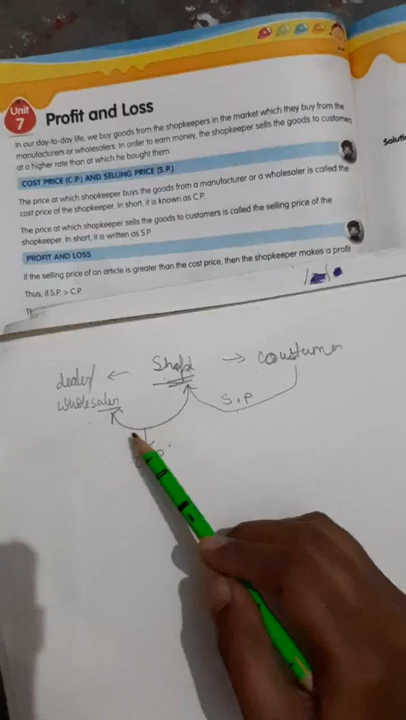 Unit
7
Profit and Loss
In our day-to-day life, we buy goods from the shopkeepers in the market which they buy from the
manufacturers or wholesalers. In order to earn money, the shopkeeper sells the goods to customers
at a higher rate than at which he bought them.
Solutio
COST PRICE (C.P.) AND SELLING PRICE (S.P.)
The price at which shopkeeper buys the goods from a manufacturer or a wholesaler is called the
cost price of the shopkeeper. In short, it is known as C.P.
The price at which shopkeeper sells the goods to customers is called the selling price of the
shopkeeper. In short, it is written as S.P.
PROFIT AND LOSS
If the selling price of an article is greater than the cost price, then the shopkeeper makes a profit
Thus, if S.P. > C.P.
dealer/ ← Shop → coustumer
wholesaler
S.P